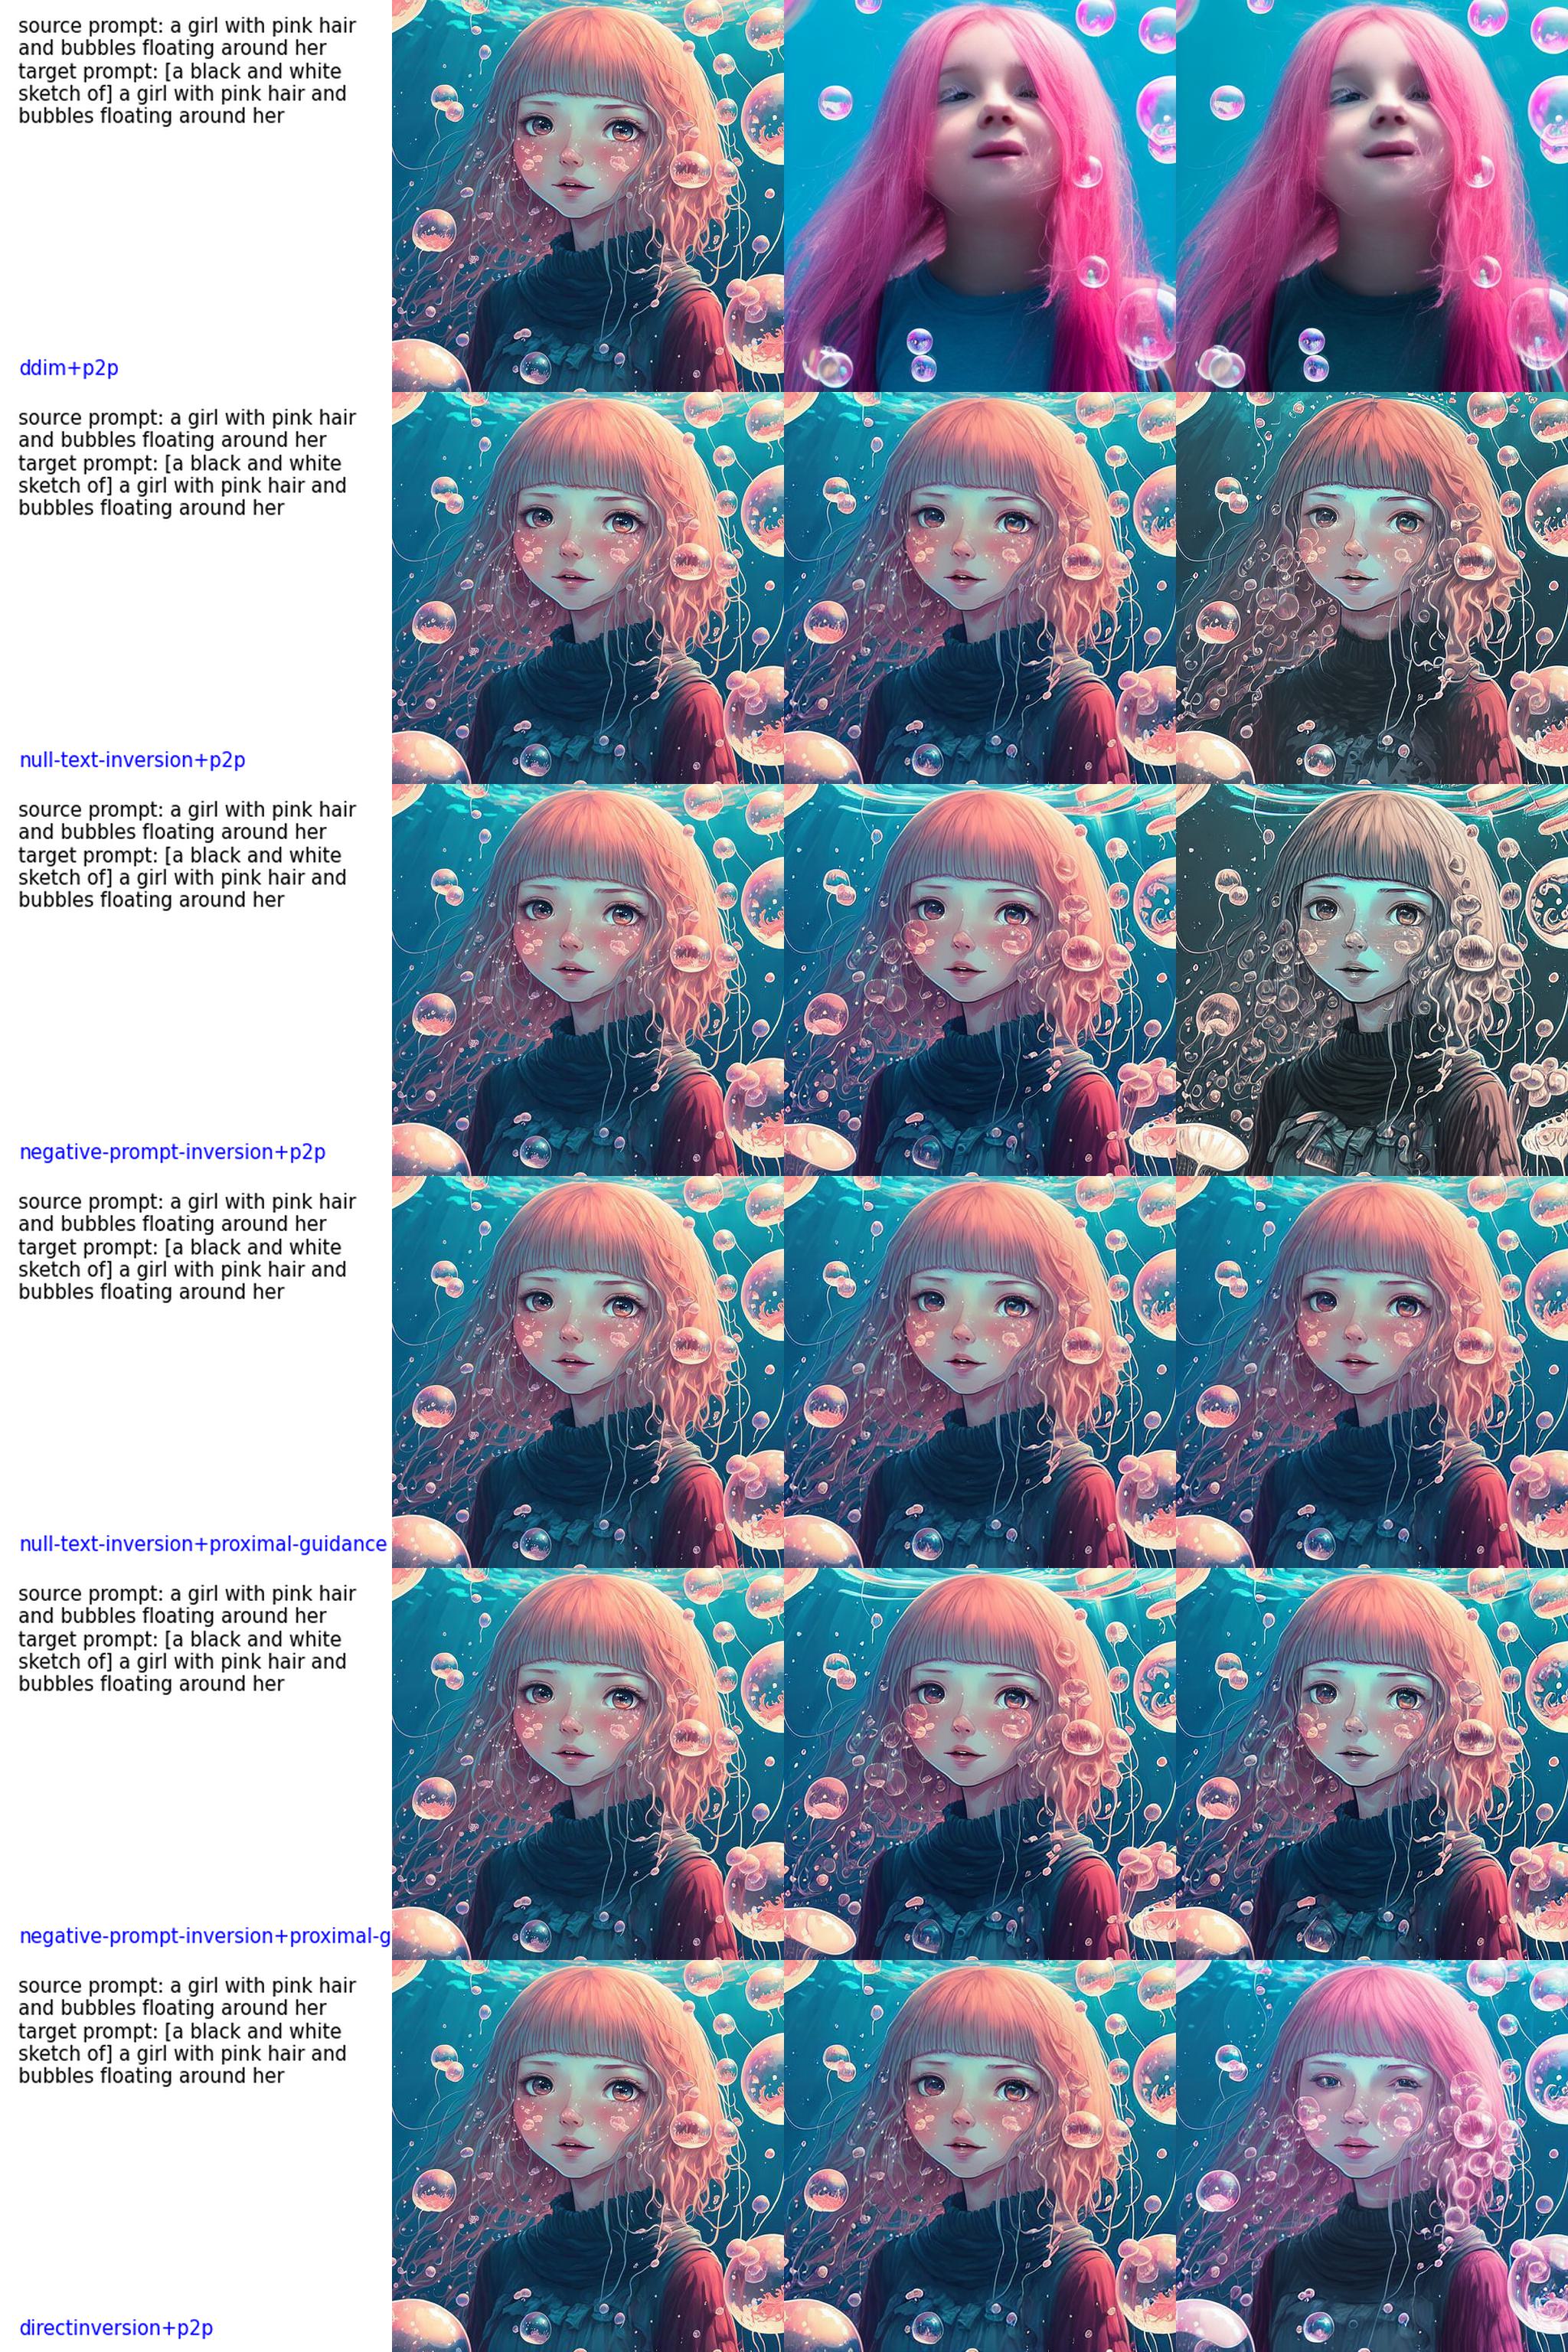 source prompt: a girl with pink hair
and bubbles floating around her
target prompt: [a black and white
sketch of] a girl with pink hair and
bubbles floating around her
ddim+p2p
source prompt: a girl with pink hair
and bubbles floating around her
target prompt: [a black and white
sketch of] a girl with pink hair and
bubbles floating around her
null-text-inversion+p2p
source prompt: a girl with pink hair
and bubbles floating around her
target prompt: [a black and white
sketch of] a girl with pink hair and
bubbles floating around her
negative-prompt-inversion+p2p
source prompt: a girl with pink hair
and bubbles floating around her
target prompt: [a black and white
sketch of] a girl with pink hair and
bubbles floating around her
null-text-inversion+proximal-guidance
source prompt: a girl with pink hair
and bubbles floating around her
target prompt: [a black and white
sketch of] a girl with pink hair and
bubbles floating around her
negative-prompt-inversion+proximal-g
source prompt: a girl with pink hair
and bubbles floating around her
target prompt: [a black and white
sketch of] a girl with pink hair and
bubbles floating around her
directinversion+p2p